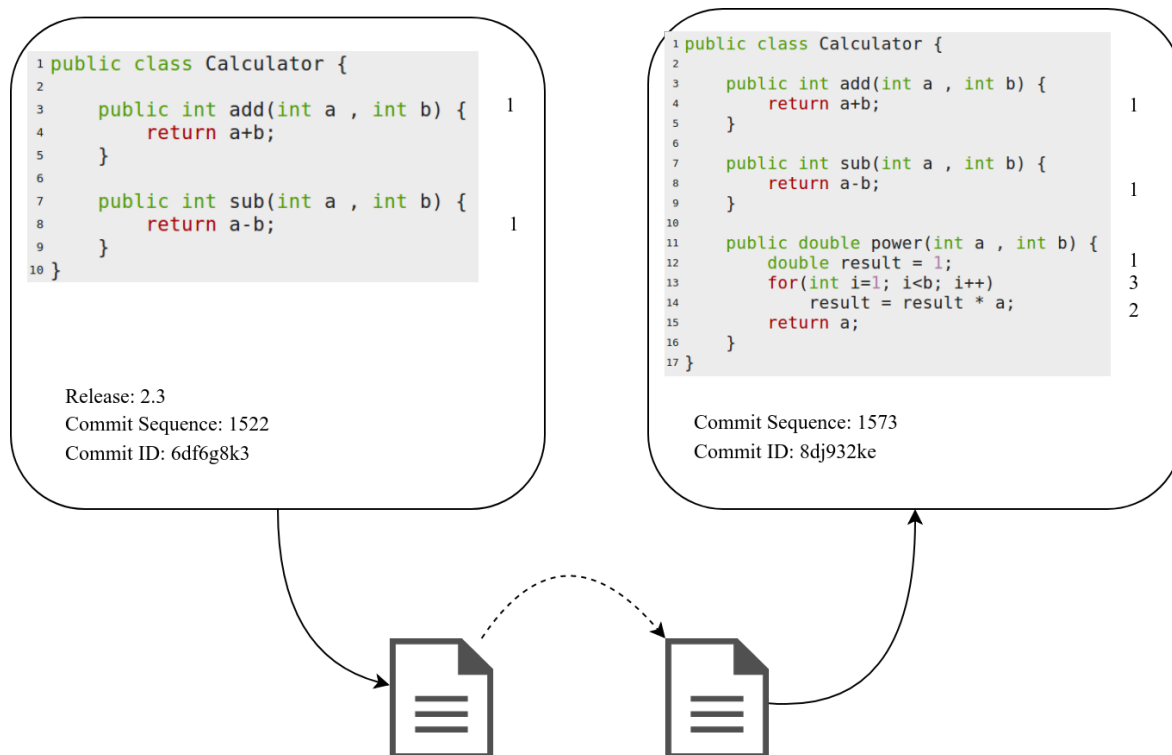 1 public class Calculator {
2
3     public int add(int a , int b) {    1
4         return a+b;
5     }
6
7     public int sub(int a , int b) {
8         return a-b;    1
9     }
10 }
Release: 2.3
Commit Sequence: 1522
Commit ID: 6df6g8k3
1 public class Calculator {
2
3     public int add(int a , int b) {
4         return a+b;    1
5     }
6
7     public int sub(int a , int b) {
8         return a-b;    1
9     }
10
11     public double power(int a , int b) {
12         double result = 1;    1
13         for(int i=1; i<b; i++)    3
14             result = result * a;    2
15         return a;
16     }
17 }
Commit Sequence: 1573
Commit ID: 8dj932ke